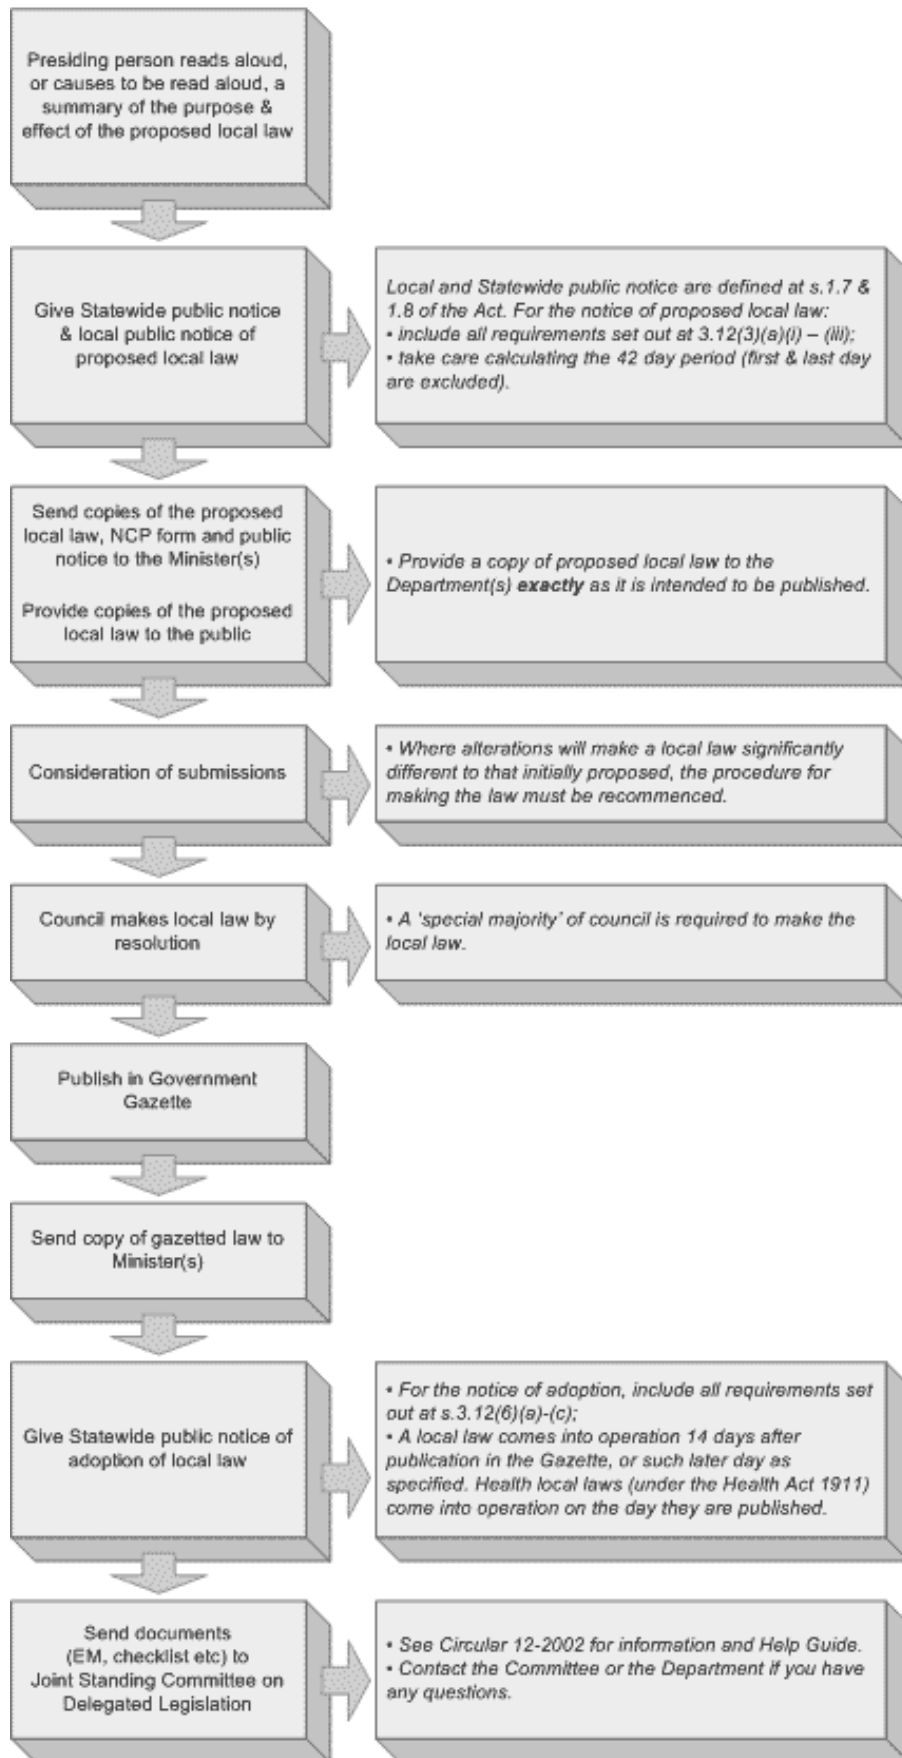 Presiding person reads aloud,
or causes to be read aloud, a
summary of the purpose &
effect of the proposed local law
Give Statewide public notice
& local public notice of
proposed local law
Local and Statewide public notice are defined at s.1.7 &
1.8 of the Act. For the notice of proposed local law:
• include all requirements set out at 3.12(3)(a)(i) – (iii);
• take care calculating the 42 day period (first & last day
are excluded).
Send copies of the proposed
local law, NCP form and public
notice to the Minister(s)
Provide copies of the proposed
local law to the public
• Provide a copy of proposed local law to the
Department(s) exactly as it is intended to be published.
Consideration of submissions
• Where alterations will make a local law significantly
different to that initially proposed, the procedure for
making the law must be recommenced.
Council makes local law by
resolution
• A 'special majority' of council is required to make the
local law.
Publish in Government
Gazette
Send copy of gazetted law to
Minister(s)
Give Statewide public notice of
adoption of local law
• For the notice of adoption, include all requirements set
out at s.3.12(6)(a)-(c);
• A local law comes into operation 14 days after
publication in the Gazette, or such later day as
specified. Health local laws (under the Health Act 1911)
come into operation on the day they are published.
Send documents
(EM, checklist etc) to
Joint Standing Committee on
Delegated Legislation
• See Circular 12-2002 for information and Help Guide.
• Contact the Committee or the Department if you have
any questions.